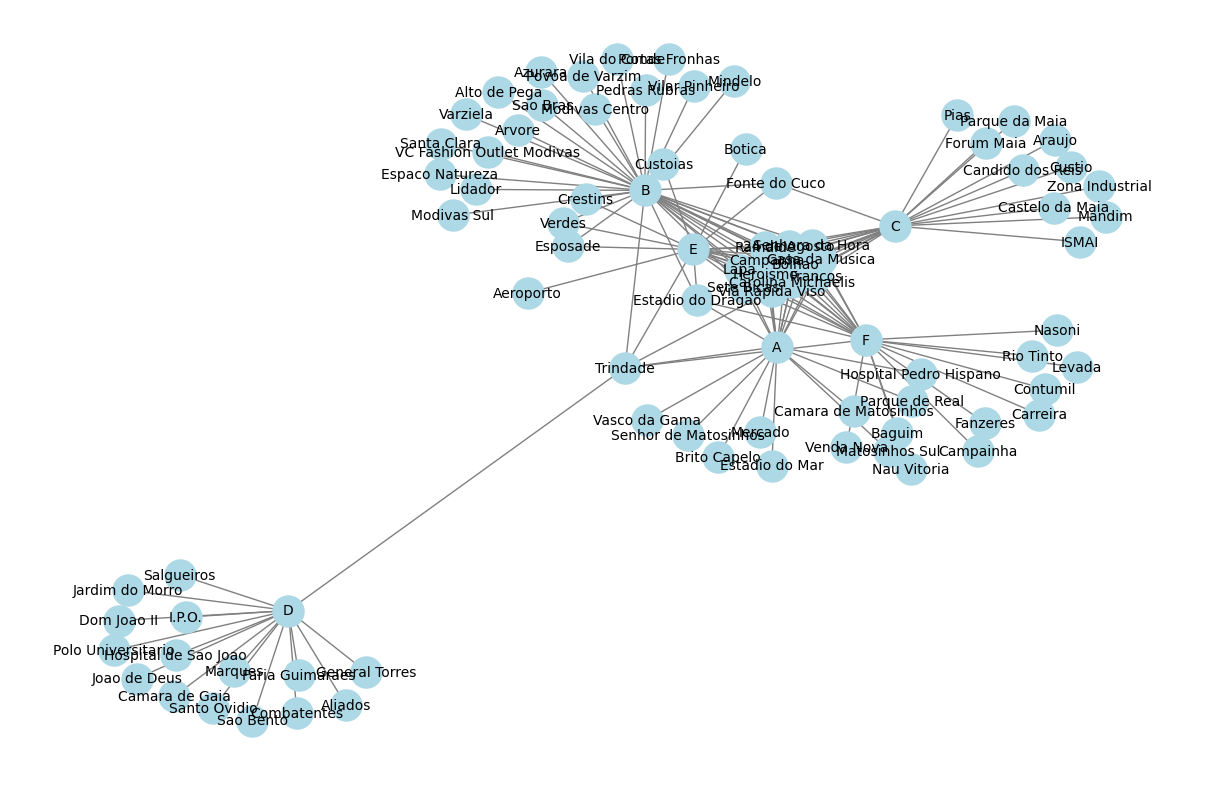 Vila do Conde
Portas Fronhas
Azurara
Povoa de Varzim
Mindelo
Vilar Pinheiro
Pedras Rubras
Alto de Pega
Sao Bras
Modivas Centro
Varziela
Arvore
Pias
Parque da Maia
Forum Maia
Araujo
Santa Clara
VC Fashion Outlet Modivas
Botica
Custoias
Custio
Candido dos Reis
Espaco Natureza
Fonte do Cuco
Zona Industrial
Lidador
B
Crestins
Castelo da Maia
Modivas Sul
Mandim
Verdes
C
ISMAI
Esposade
E
24 de Agosto
Senhora da Hora
Ramalde
Campanha
Casa da Musica
Bolhao
Lapa
Heroismo
Francos
Carolina Michaelis
Sete Bicas
Via Rapida
Viso
Aeroporto
Estadio do Dragao
Nasoni
F
A
Rio Tinto
Levada
Trindade
Hospital Pedro Hispano
Contumil
Parque de Real
Camara de Matosinhos
Carreira
Vasco da Gama
Fanzeres
Mercado
Senhor de Matosinhos
Baguim
Venda Nova
Matosinhos Sul
Campainha
Brito Capelo
Estadio do Mar
Nau Vitoria
Salgueiros
Jardim do Morro
D
I.P.O.
Dom Joao II
Polo Universitario
Hospital de Sao Joao
Marques
Faria Guimaraes
General Torres
Joao de Deus
Camara de Gaia
Santo Ovidio
Aliados
Combatentes
Sao Bento